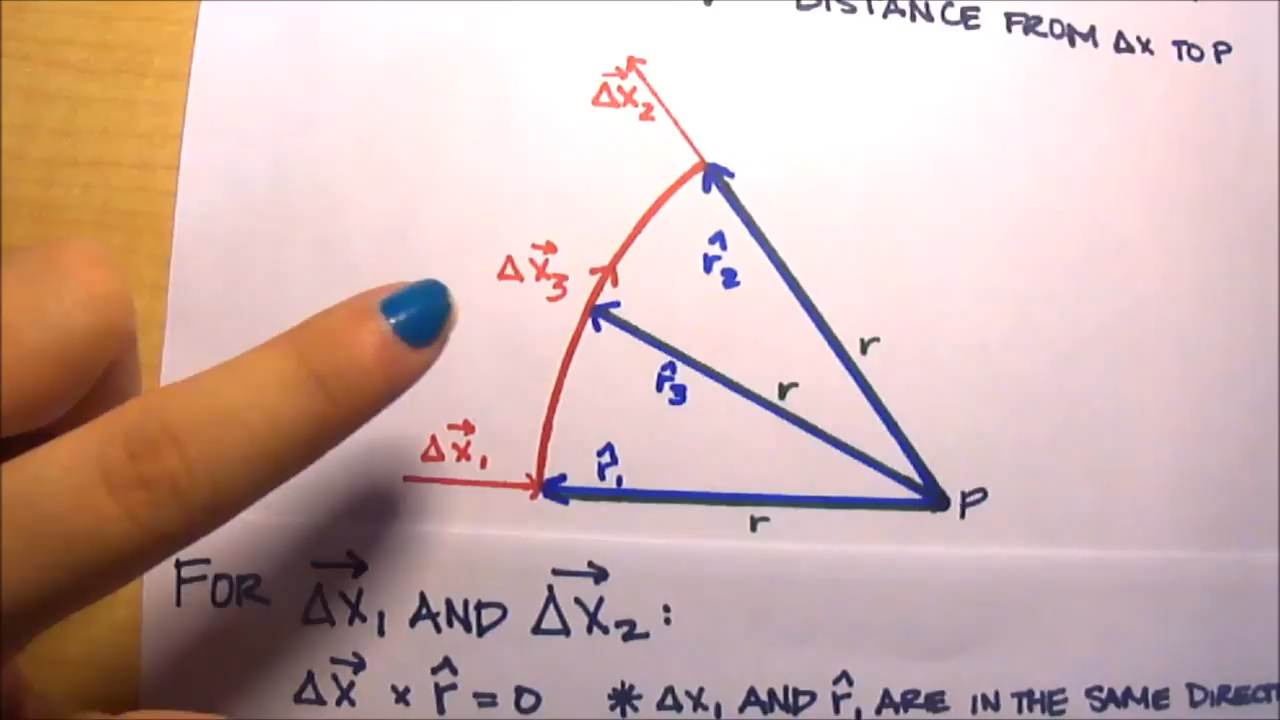 DISTANCE FROM Δx TO P
Δx⃗₂
r̂₂
Δx⃗₃
r
r̂₃
r
Δx⃗₁
r̂₁
P
r
FOR Δx⃗₁ AND Δx⃗₂:
Δx⃗ × r̂ = 0 * Δx₁ AND r̂₁ ARE IN THE SAME